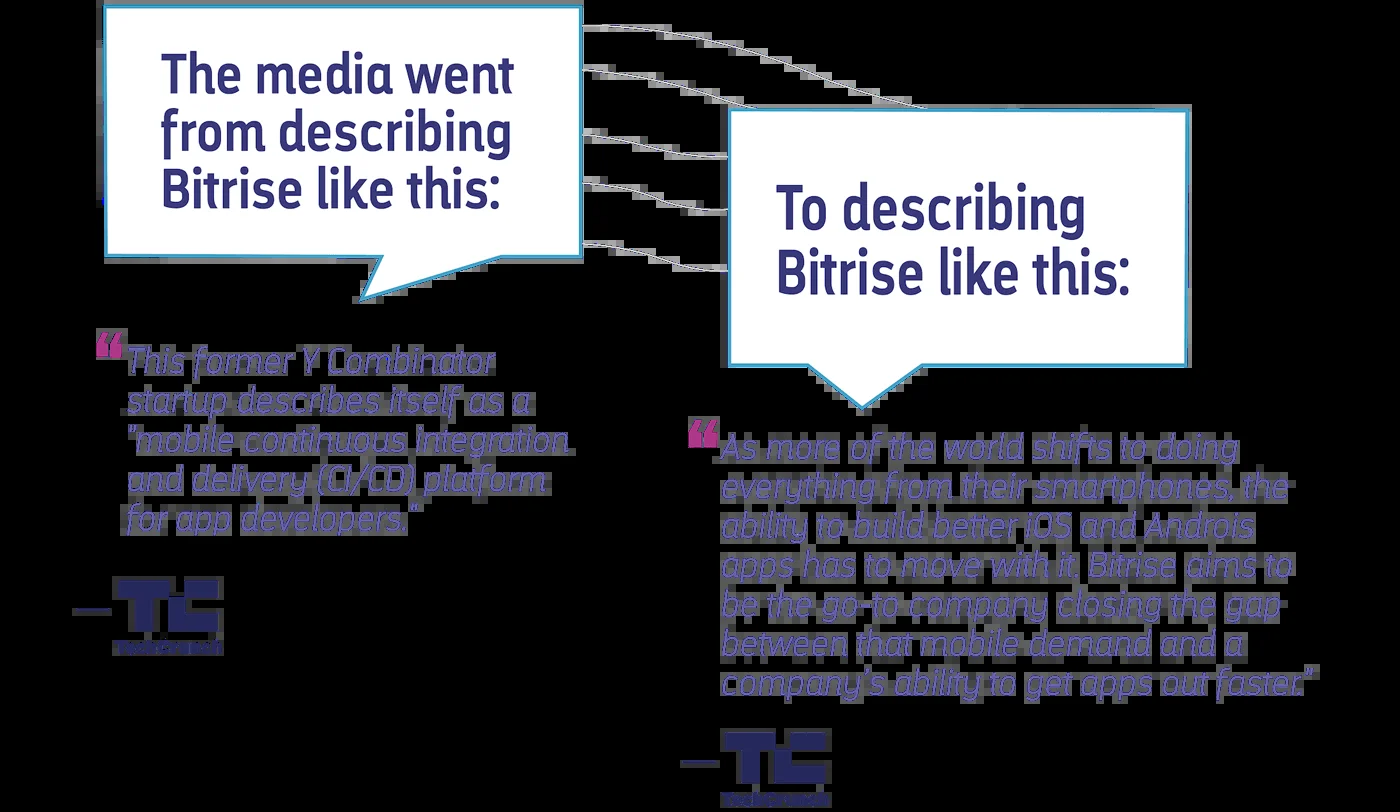 The media went
from describing
Bitrise like this:
“This former Y Combinator
startup describes itself as a
"mobile continuous integration
and delivery (CI/CD) platform
for app developers."
— TC
TechCrunch
To describing
Bitrise like this:
“As more of the world shifts to doing
everything from their smartphones, the
ability to build better iOS and Androis
apps has to move with it. Bitrise aims to
be the go-to company closing the gap
between that mobile demand and a
company's ability to get apps out faster."
— TC
TechCrunch